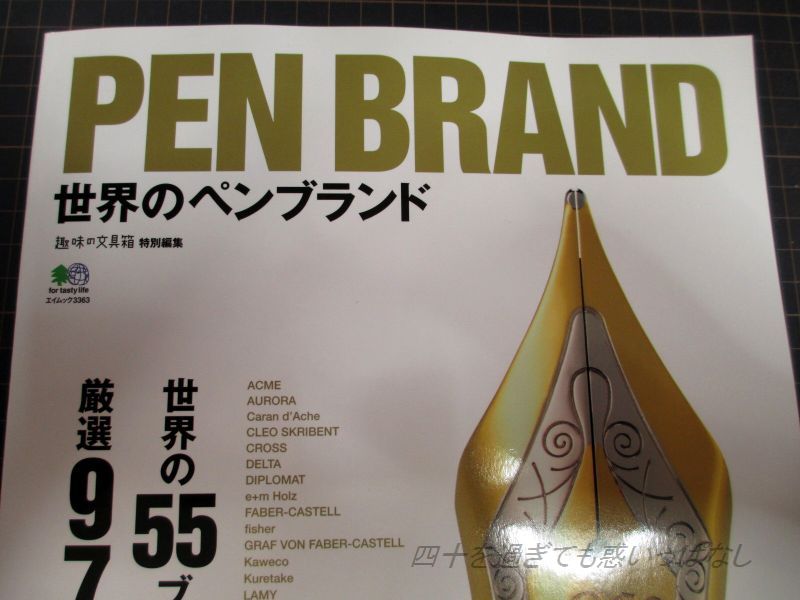 PEN BRAND
世界のペンブランド
趣味の文具箱 特別編集
for tasty life
エイムック3363
世界の55ブ
厳選97
ACME
AURORA
Caran d'Ache
CLEO SKRIBENT
CROSS
DELTA
DIPLOMAT
e+m Holz
FABER-CASTELL
fisher
GRAF VON FABER-CASTELL
Kaweco
Kuretake
LAMY
四十を過ぎても惑いっぱなし